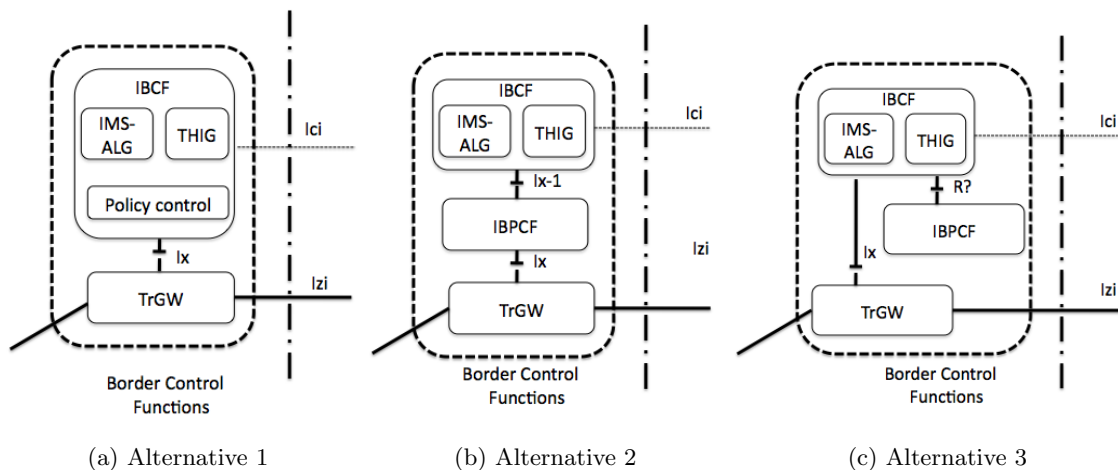 IBCF
IMS-
ALG
THIG
Ici
Policy control
Ix
TrGW
Izi
Border Control
Functions
(a) Alternative 1
IBCF
IMS-
ALG
THIG
Ici
Ix-1
IBPCF
Izi
Ix
TrGW
Border Control
Functions
(b) Alternative 2
IBCF
IMS-
ALG
THIG
Ici
R?
IBPCF
Ix
Izi
TrGW
Border Control
Functions
(c) Alternative 3